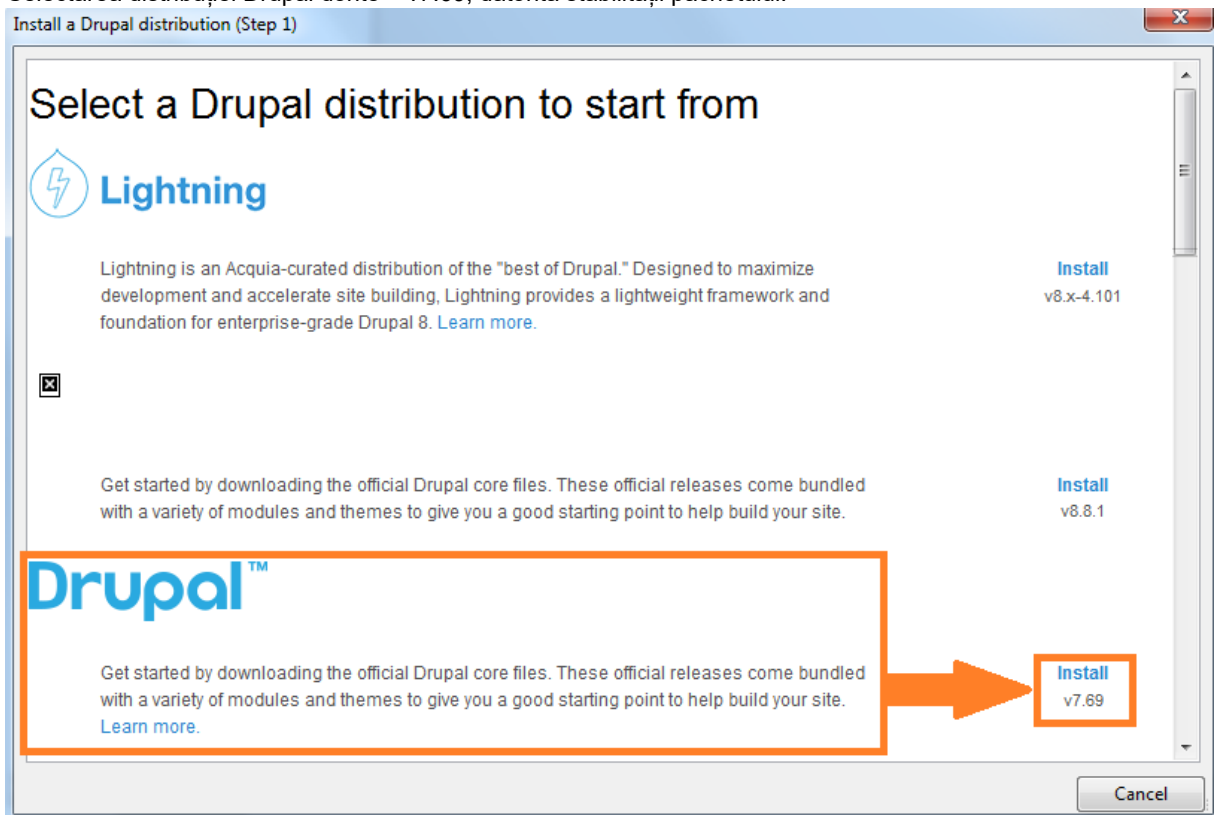 Install a Drupal distribution (Step 1)
Select a Drupal distribution to start from
Lightning
Lightning is an Acquia-curated distribution of the "best of Drupal." Designed to maximize
development and accelerate site building, Lightning provides a lightweight framework and
foundation for enterprise-grade Drupal 8. Learn more.
Install
v8.x-4.101
Get started by downloading the official Drupal core files. These official releases come bundled
with a variety of modules and themes to give you a good starting point to help build your site.
Install
v8.8.1
Drupal™
Get started by downloading the official Drupal core files. These official releases come bundled
with a variety of modules and themes to give you a good starting point to help build your site.
Learn more.
Install
v7.69
Cancel